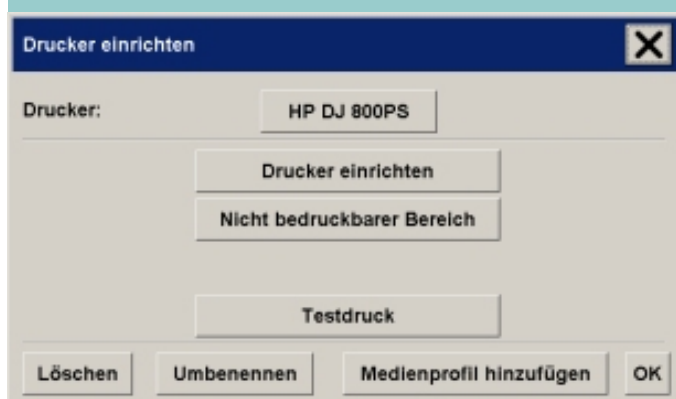 Drucker einrichten
Drucker: HP DJ 800PS
Drucker einrichten
Nicht bedruckbarer Bereich
Testdruck
Löschen Umbenennen Medienprofil hinzufügen OK